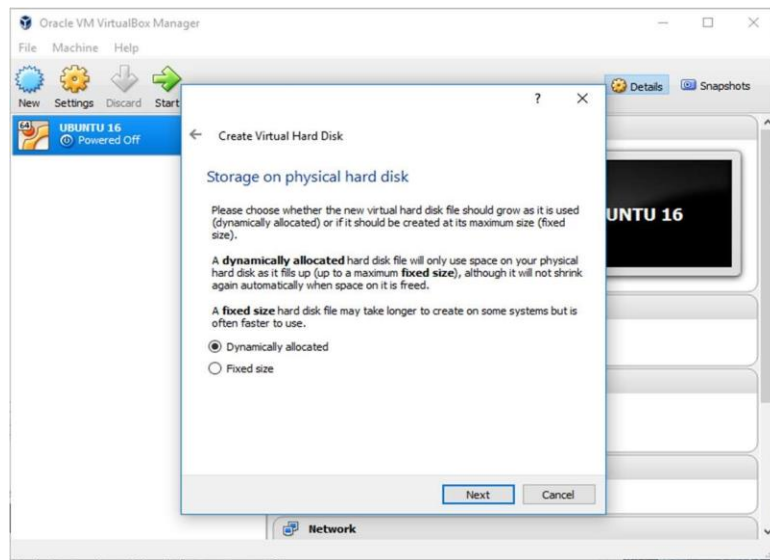 Oracle VM VirtualBox Manager
File Machine Help
New Settings Discard Start
Details Snapshots
64
UBUNTU 16
Powered Off
UNTU 16
?
Create Virtual Hard Disk
Storage on physical hard disk
Please choose whether the new virtual hard disk file should grow as it is used
(dynamically allocated) or if it should be created at its maximum size (fixed
size).
A dynamically allocated hard disk file will only use space on your physical
hard disk as it fills up (up to a maximum fixed size), although it will not shrink
again automatically when space on it is freed.
A fixed size hard disk file may take longer to create on some systems but is
often faster to use.
Dynamically allocated
Fixed size
Next Cancel
Network